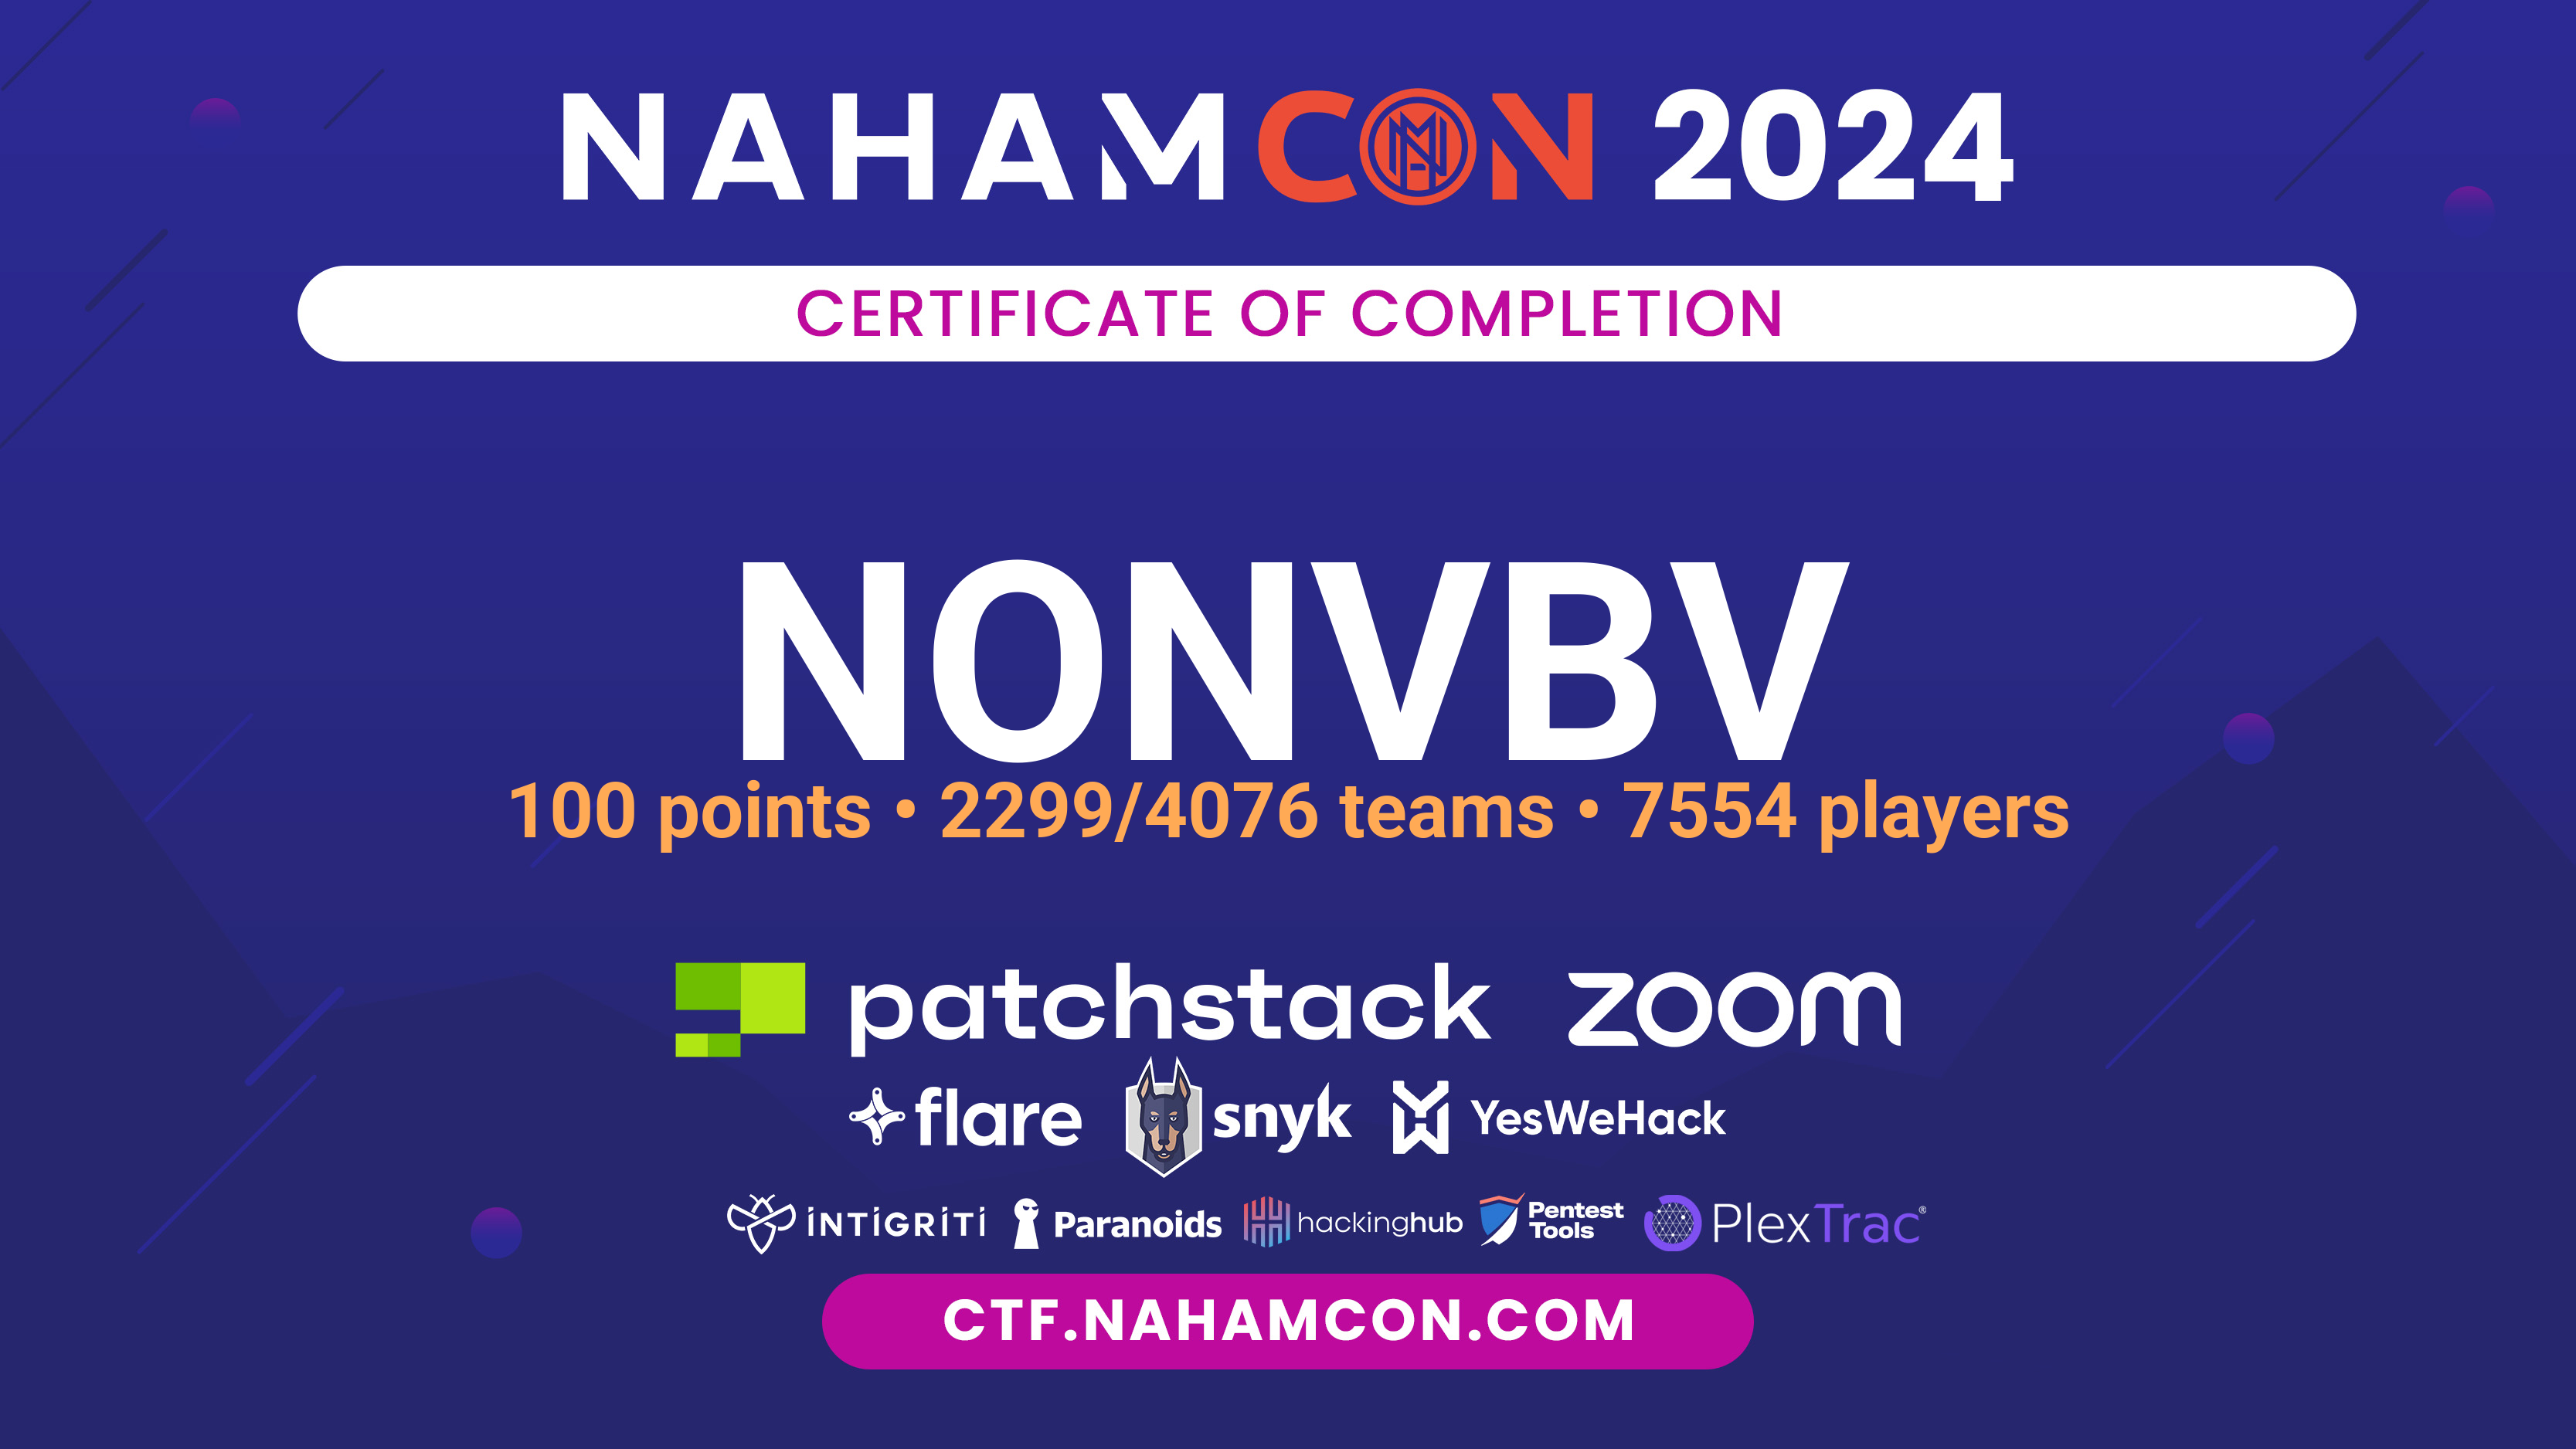 NAHAMCON 2024
CERTIFICATE OF COMPLETION
NONVBV
100 points • 2299/4076 teams • 7554 players
patchstack zoom
flare snyk YesWeHack
INTIGRITI Paranoids hackinghub Pentest Tools PlexTrac®
CTF.NAHAMCON.COM